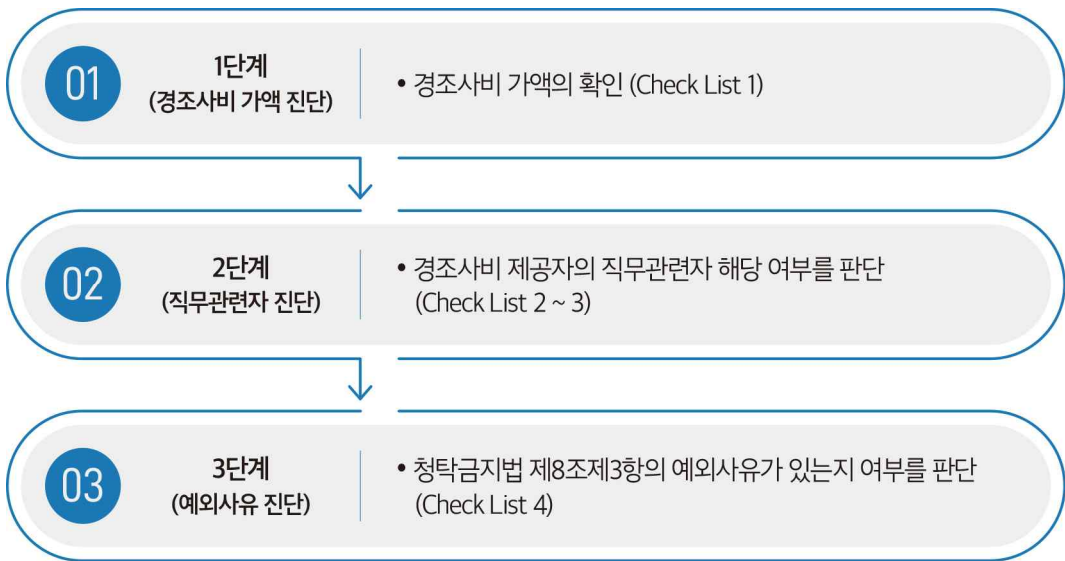 01
1단계
(경조사비 가액 진단)
• 경조사비 가액의 확인 (Check List 1)
02
2단계
(직무관련자 진단)
• 경조사비 제공자의 직무관련자 해당 여부를 판단
(Check List 2 ~ 3)
03
3단계
(예외사유 진단)
• 청탁금지법 제8조제3항의 예외사유가 있는지 여부를 판단
(Check List 4)